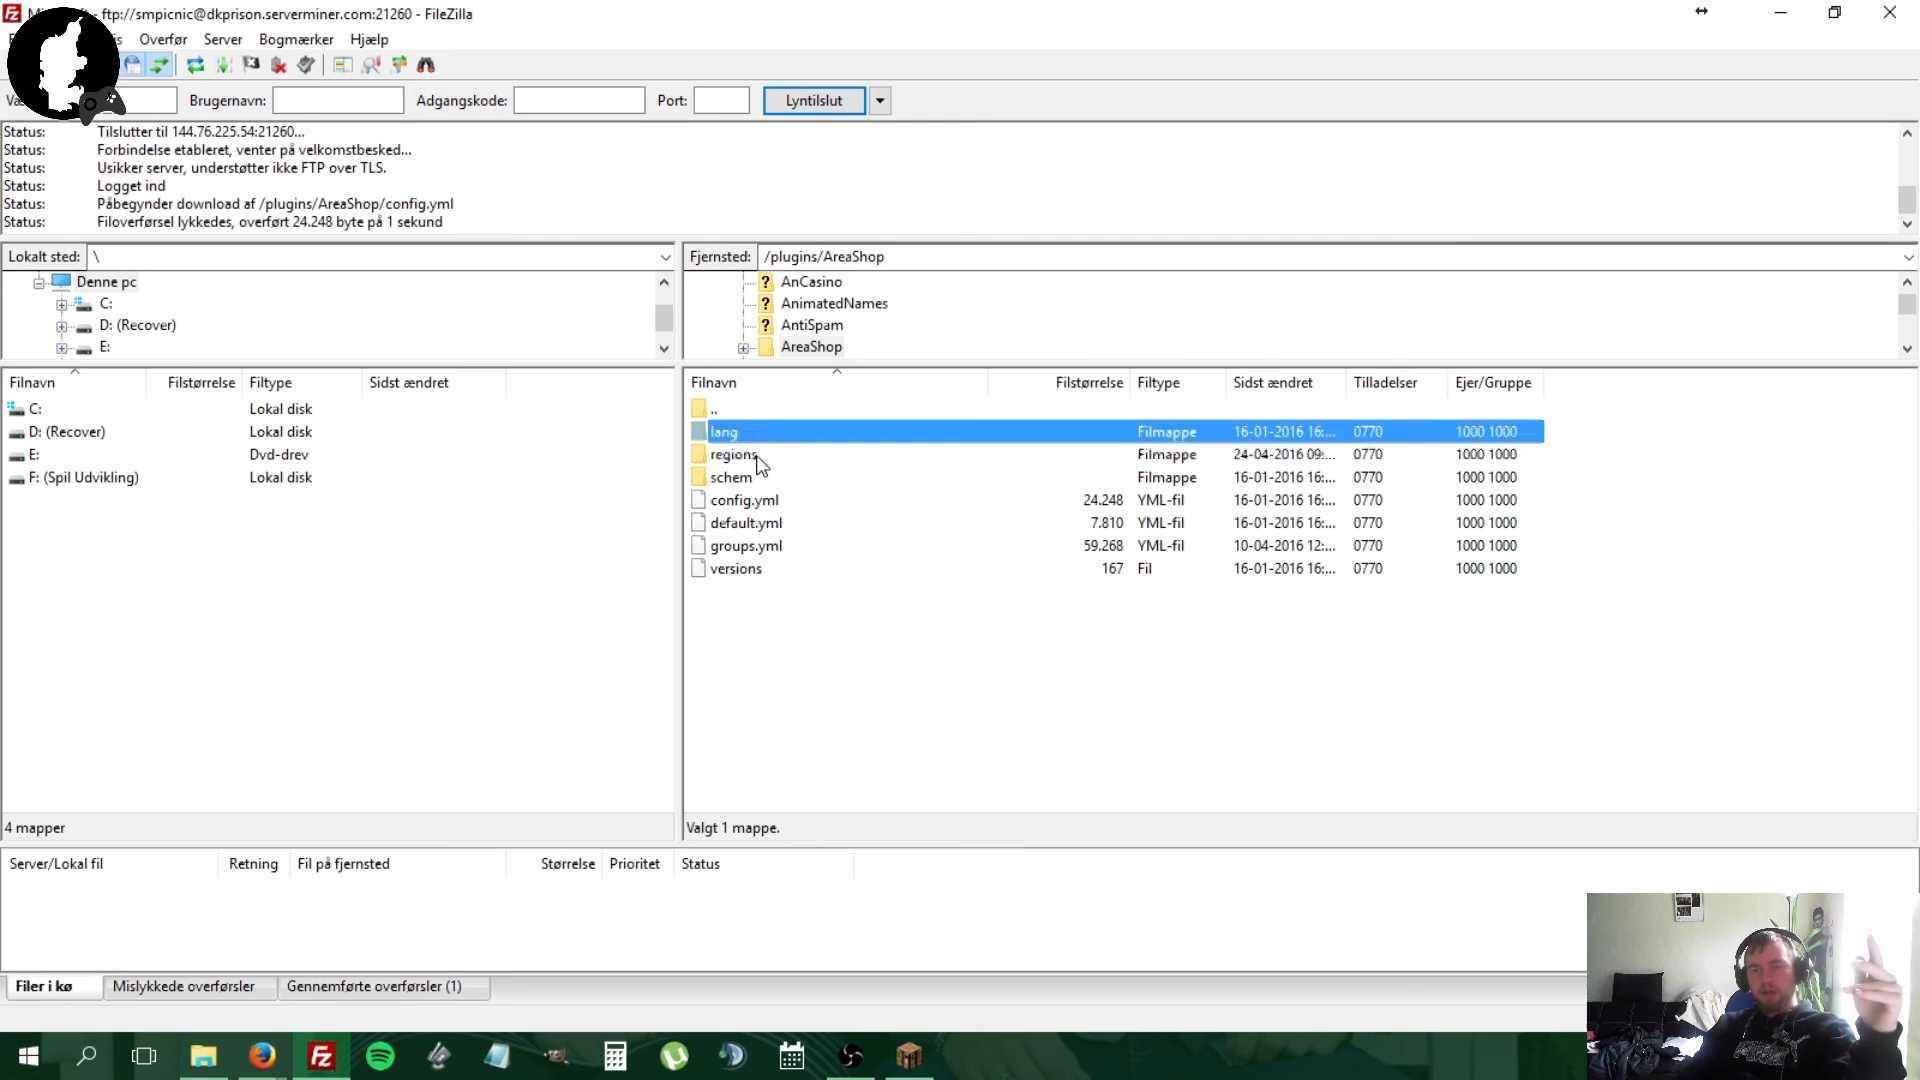 ftp://smpicnic@dkprison.serverminer.com:21260 - FileZilla
Overfør Server Bogmærker Hjælp
Brugernavn: Adgangskode: Port: Lyntilslut
Status: Tilslutter til 144.76.225.54:21260...
Status: Forbindelse etableret, venter på velkomstbesked...
Status: Usikker server, understøtter ikke FTP over TLS.
Status: Logget ind
Status: Påbegynder download af /plugins/AreaShop/config.yml
Status: Filoverførsel lykkedes, overført 24.248 byte på 1 sekund
Lokalt sted: \
Denne pc
C:
D: (Recover)
E:
Fjernsted: /plugins/AreaShop
AnCasino
AnimatedNames
AntiSpam
AreaShop
Filnavn Filstørrelse Filtype Sidst ændret
C: Lokal disk
D: (Recover) Lokal disk
E: Dvd-drev
F: (Spil Udvikling) Lokal disk
4 mapper
Filnavn Filstørrelse Filtype Sidst ændret Tilladelser Ejer/Gruppe
..
lang Filmappe 16-01-2016 16:... 0770 1000 1000
regions Filmappe 24-04-2016 09:... 0770 1000 1000
schem Filmappe 16-01-2016 16:... 0770 1000 1000
config.yml 24.248 YML-fil 16-01-2016 16:... 0770 1000 1000
default.yml 7.810 YML-fil 16-01-2016 16:... 0770 1000 1000
groups.yml 59.268 YML-fil 10-04-2016 12:... 0770 1000 1000
versions 167 Fil 16-01-2016 16:... 0770 1000 1000
Valgt 1 mappe.
Server/Lokal fil Retning Fil på fjernsted Størrelse Prioritet Status
Filer i kø Mislykkede overførsler Gennemførte overførsler (1)